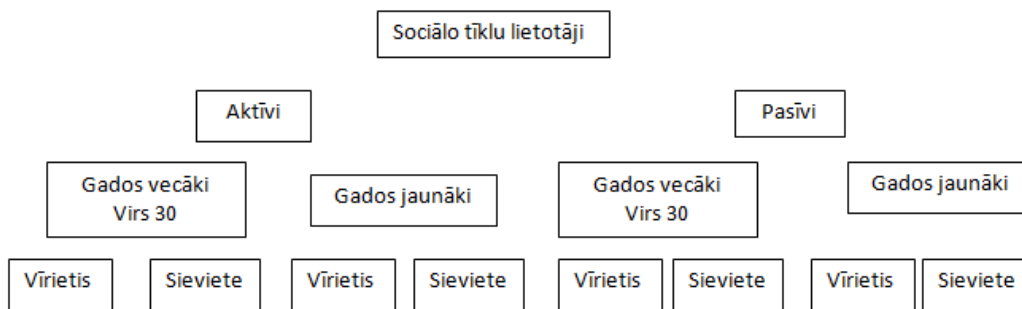 Sociālo tīklu lietotāji
Aktīvi
Pasīvi
Gados vecāki
Virs 30
Gados jaunāki
Gados vecāki
Virs 30
Gados jaunāki
Vīrietis
Sieviete
Vīrietis
Sieviete
Vīrietis
Sieviete
Vīrietis
Sieviete